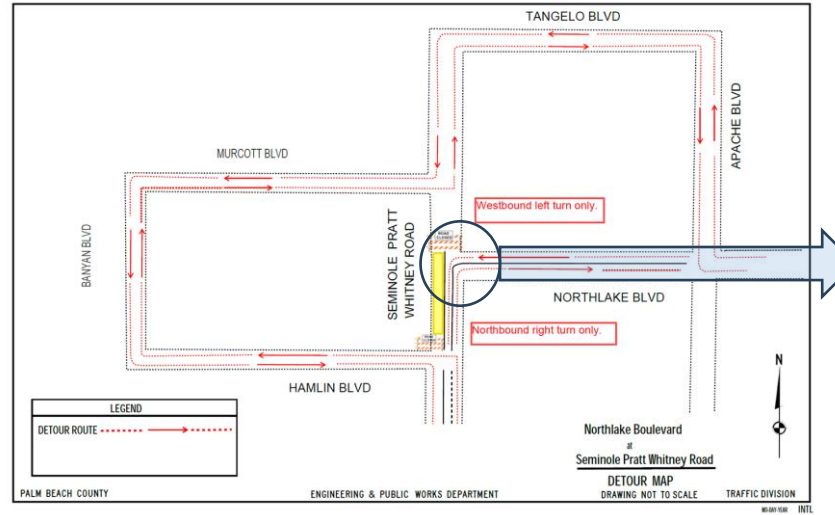 TANGELO BLVD
APACHE BLVD
MURCOTT BLVD
BANYAN BLVD
SEMINOLE PRATT
WHITNEY ROAD
Westbound left turn only.
ROAD
CLOSED
NORTHLAKE BLVD
Northbound right turn only.
HAMLIN BLVD
N
LEGEND
DETOUR ROUTE
Northlake Boulevard
at
Seminole Pratt Whitney Road
DETOUR MAP
PALM BEACH COUNTY
ENGINEERING & PUBLIC WORKS DEPARTMENT
DRAWING NOT TO SCALE
TRAFFIC DIVISION
INTL